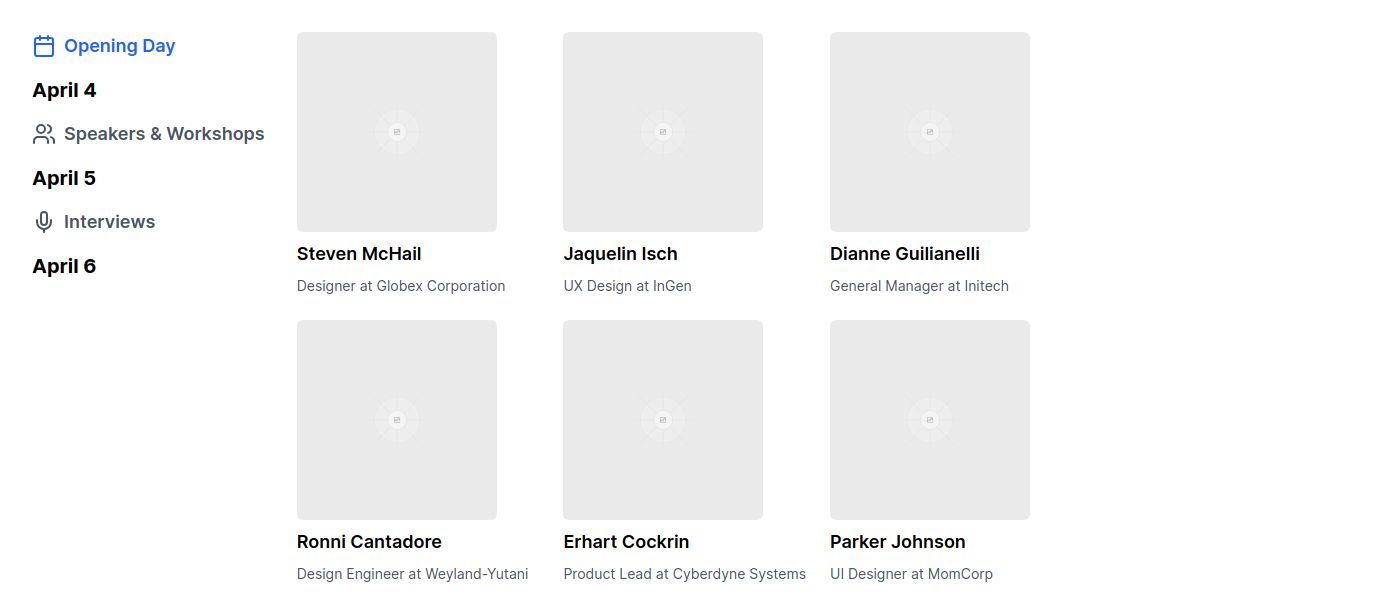 Opening Day
April 4
Speakers & Workshops
April 5
Interviews
April 6
Steven McHail
Designer at Globex Corporation
Jaquelin Isch
UX Design at InGen
Dianne Guilianelli
General Manager at Initech
Ronni Cantadore
Design Engineer at Weyland-Yutani
Erhart Cockrin
Product Lead at Cyberdyne Systems
Parker Johnson
UI Designer at MomCorp